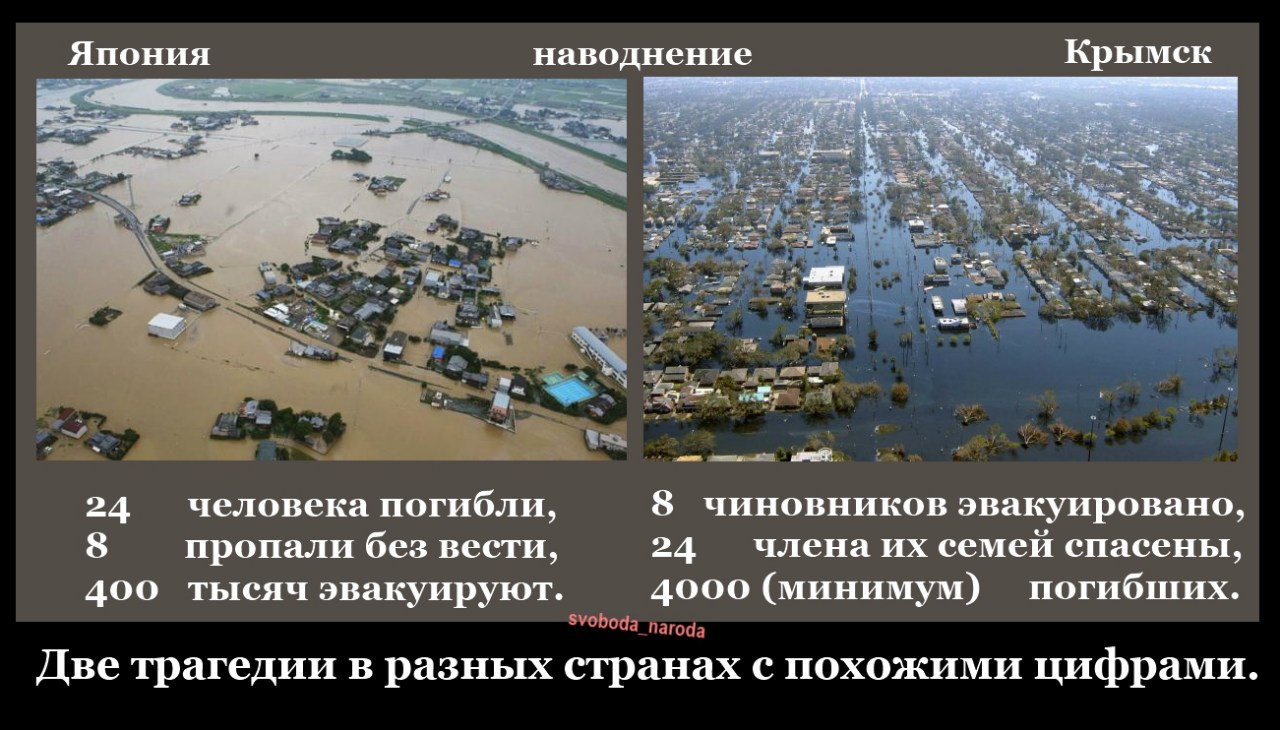 Япония наводнение Крымск
24 человека погибли,
8 пропали без вести,
400 тысяч эвакуируют.
8 чиновников эвакуировано,
24 члена их семей спасены,
4000 (минимум) погибших.
svoboda_naroda
Две трагедии в разных странах с похожими цифрами.